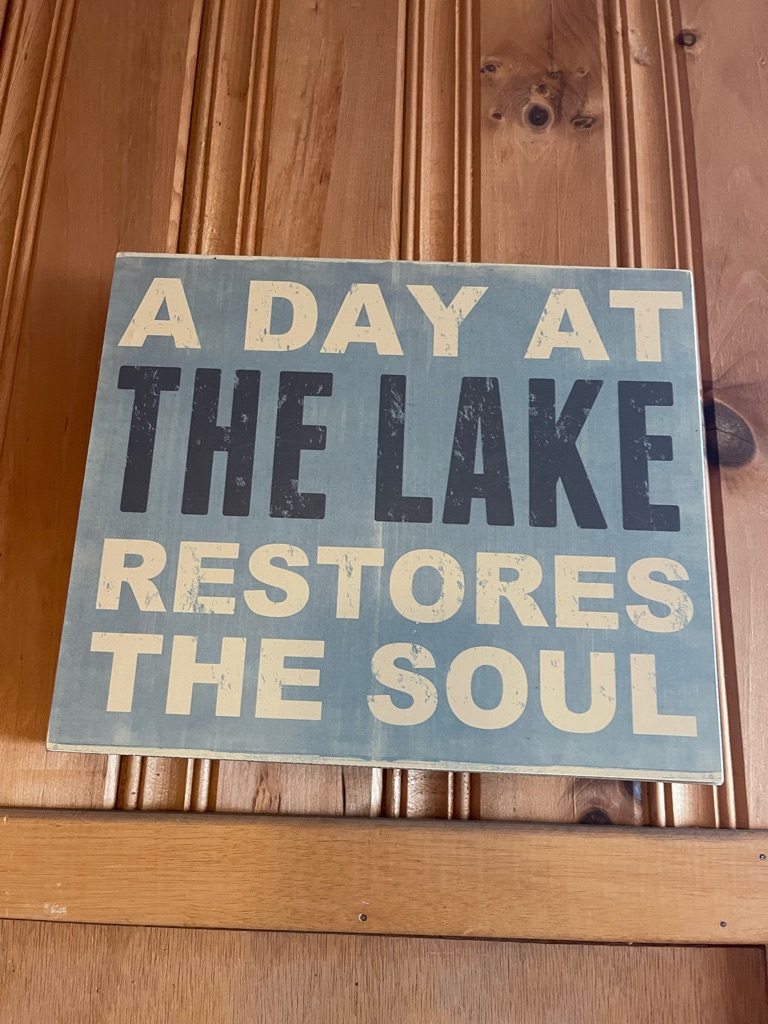 A DAY AT
THE LAKE
RESTORES
THE SOUL